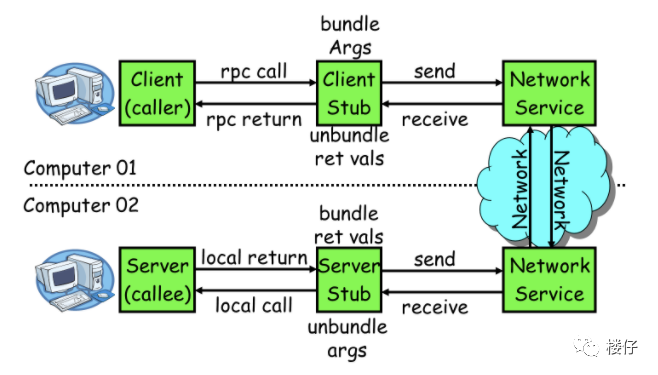 bundle
Args
Client
(caller)
rpc call
rpc return
Client
Stub
send
receive
Network
Service
unbundle
ret vals
Computer 01
Computer 02
Network
Network
bundle
ret vals
Server
(callee)
local return
local call
Server
Stub
send
receive
Network
Service
unbundle
args
楼仔